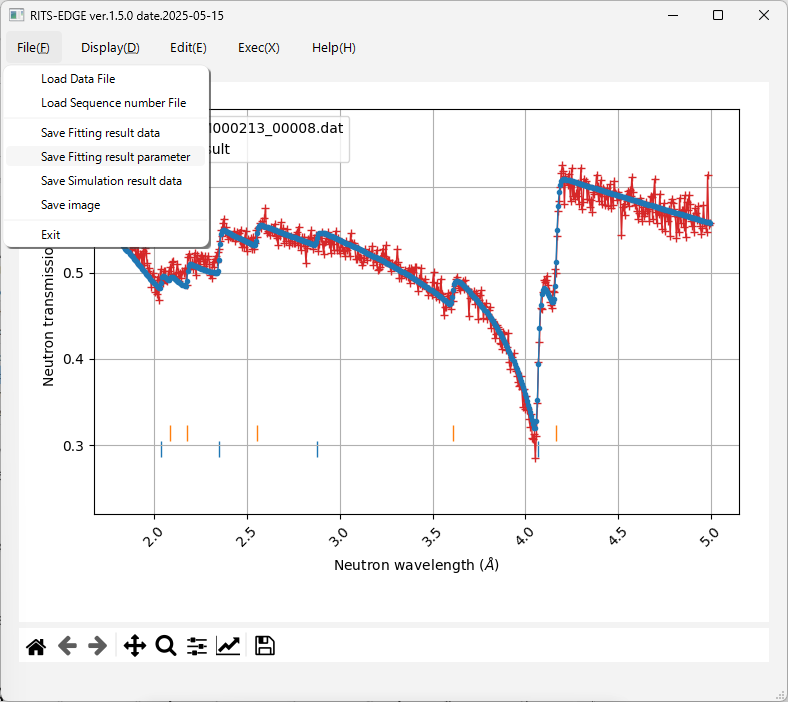 RITS-EDGE ver.1.5.0 date.2025-05-15
File(F) Display(D) Edit(E) Exec(X) Help(H)
Load Data File
Load Sequence number File
Save Fitting result data
Save Fitting result parameter
Save Simulation result data
Save image
Exit
000213_00008.dat
ult
0.5
0.4
0.3
Neutron transmissio
2.0 2.5 3.0 3.5 4.0 4.5 5.0
Neutron wavelength (Å)